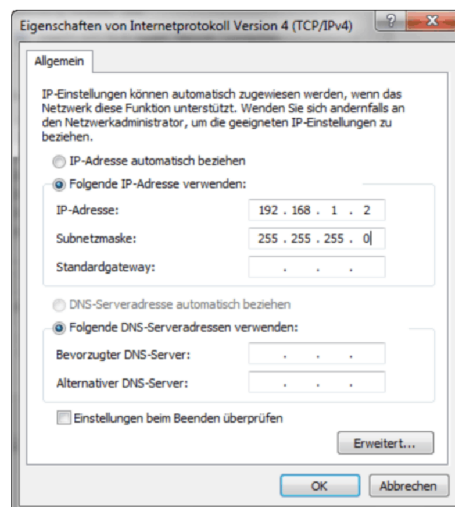 Eigenschaften von Internetprotokoll Version 4 (TCP/IPv4)
Allgemein
IP-Einstellungen können automatisch zugewiesen werden, wenn das
Netzwerk diese Funktion unterstützt. Wenden Sie sich andernfalls an
den Netzwerkadministrator, um die geeigneten IP-Einstellungen zu
beziehen.
IP-Adresse automatisch beziehen
Folgende IP-Adresse verwenden:
IP-Adresse: 192 . 168 . 1 . 2
Subnetzmaske: 255 . 255 . 255 . 0
Standardgateway: . . .
DNS-Serveradresse automatisch beziehen
Folgende DNS-Serveradressen verwenden:
Bevorzugter DNS-Server: . . .
Alternativer DNS-Server: . . .
Einstellungen beim Beenden überprüfen
Erweitert...
OK Abbrechen